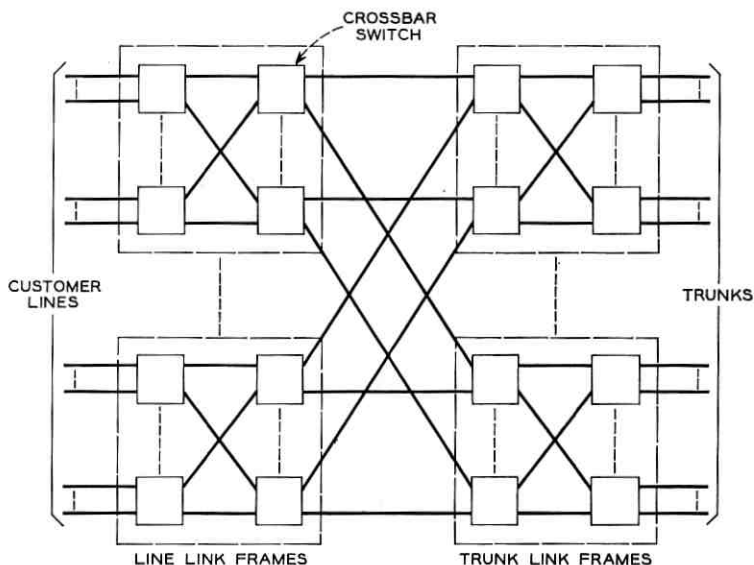 CROSSBAR
SWITCH
CUSTOMER
LINES
TRUNKS
LINE LINK FRAMES
TRUNK LINK FRAMES